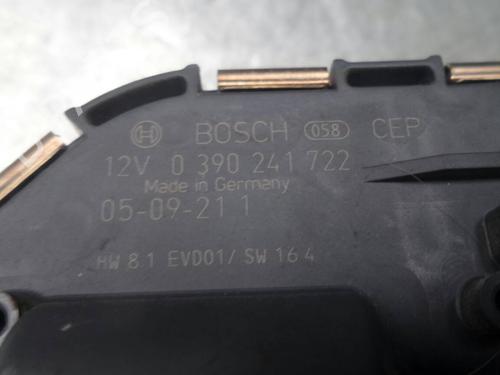 BOSCH 058 CEP
12V 0 390 241 722
Made in Germany
05-09-21 1
HW 8.1 EVD01/ SW 16 4